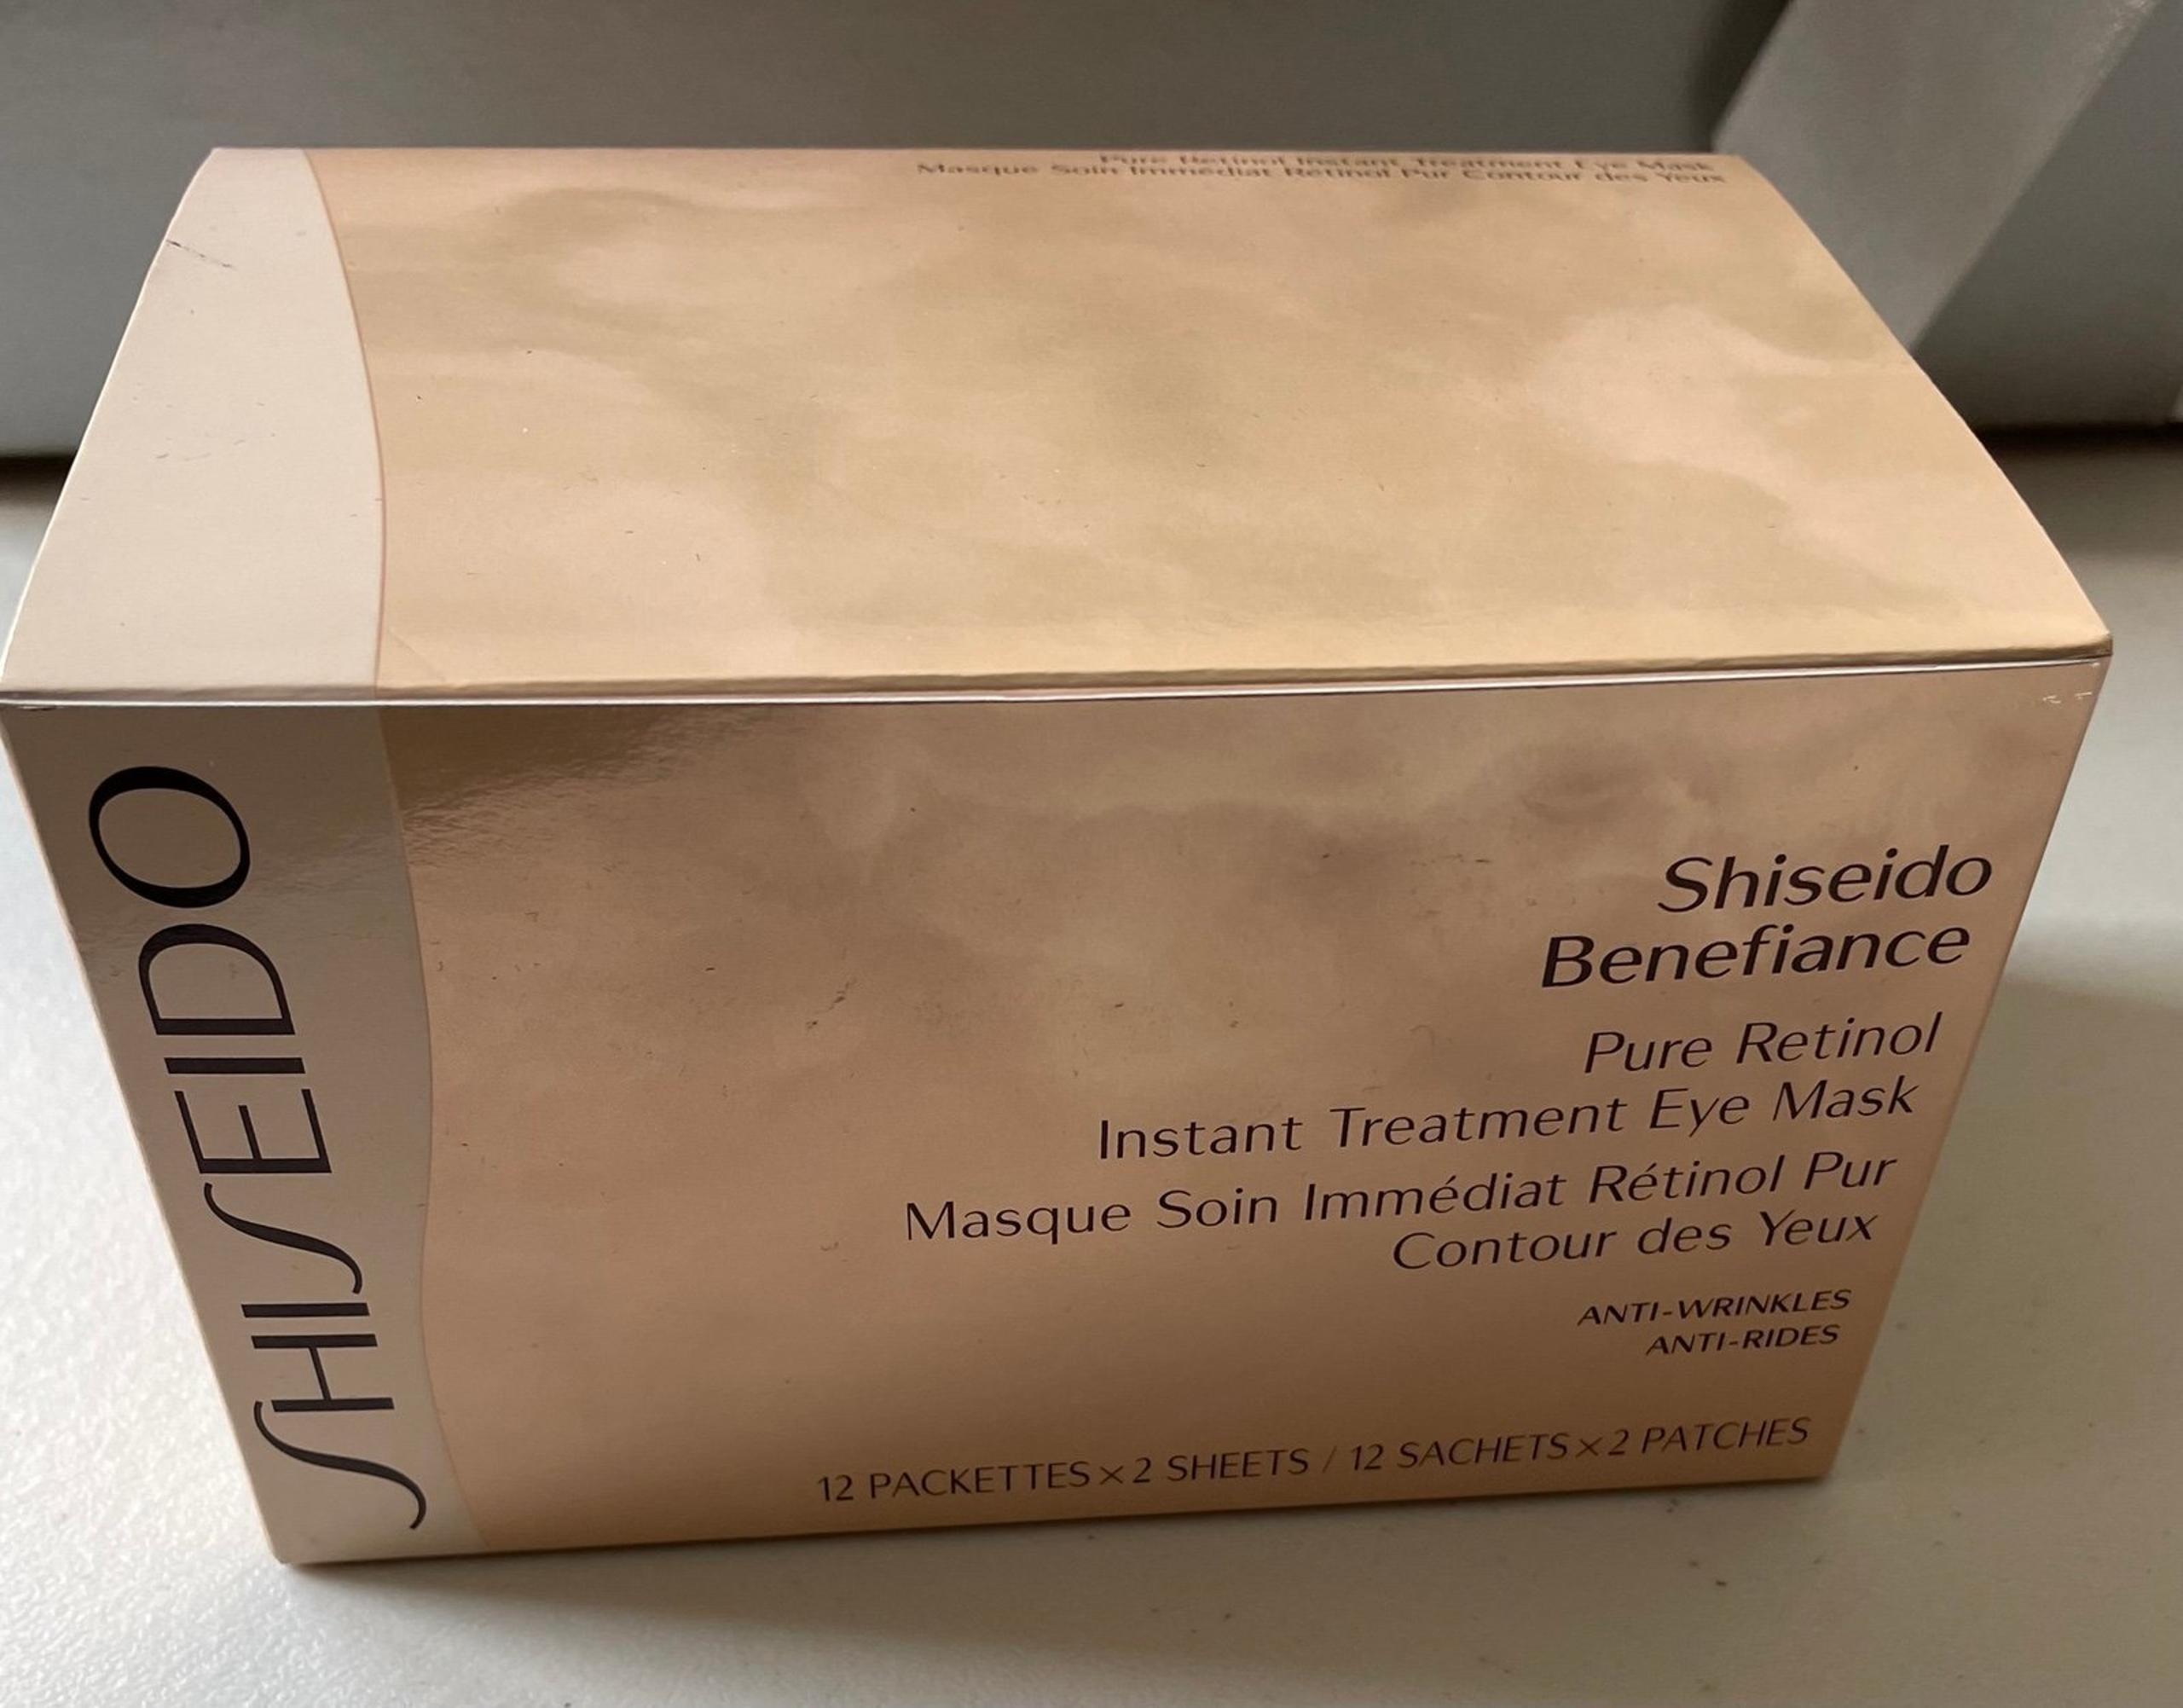 Pure Retinol Instant Treatment Eye Mask
Masque Soin Immédiat Rétinol Pur Contour des Yeux
SHISEIDO
Shiseido
Benefiance
Pure Retinol
Instant Treatment Eye Mask
Masque Soin Immédiat Rétinol Pur
Contour des Yeux
ANTI-WRINKLES
ANTI-RIDES
12 PACKETTES×2 SHEETS / 12 SACHETS×2 PATCHES